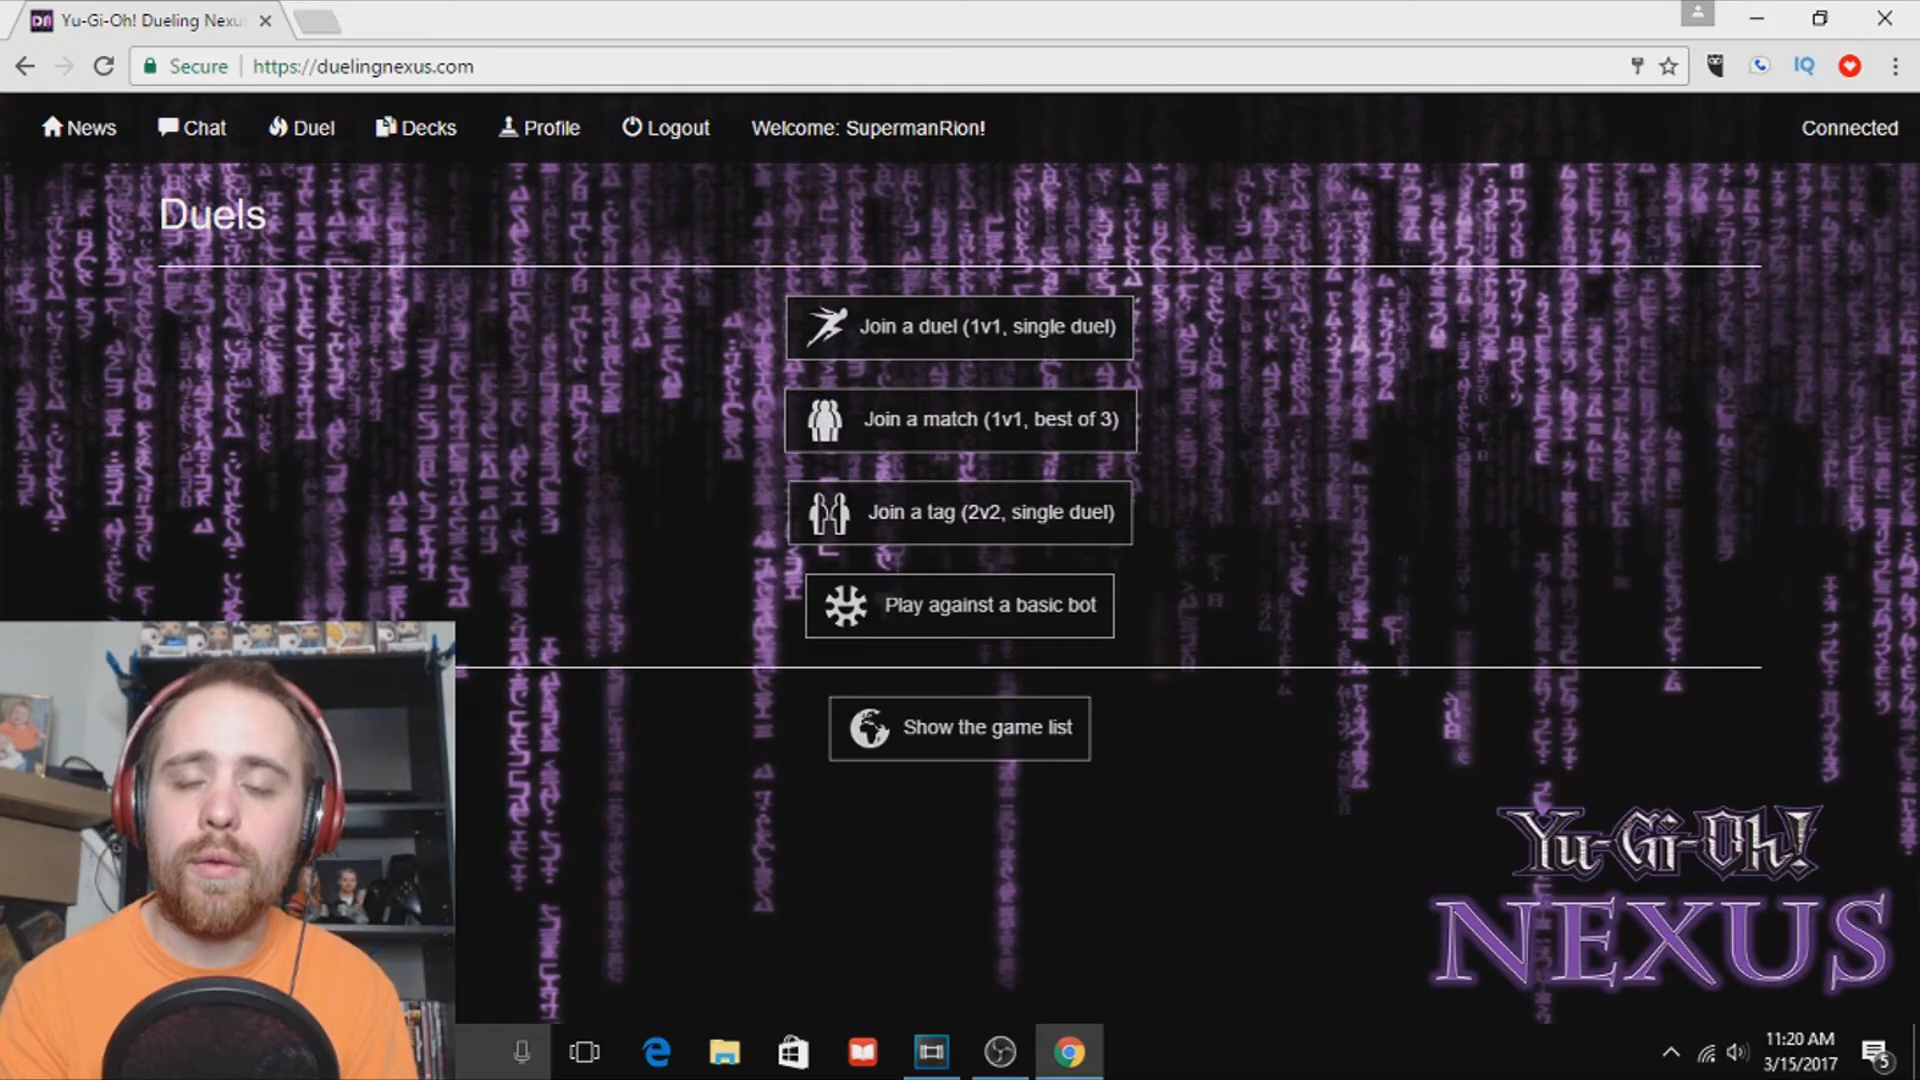 Yu-Gi-Oh! Dueling Nexu
Secure
https://duelingnexus.com
IQ
News
Chat
Duel
Decks
Profile
Logout
Welcome: SupermanRion!
Connected
Duels
Join a duel (1v1, single duel)
Join a match (1v1, best of 3)
Join a tag (2v2, single duel)
Play against a basic bot
Show the game list
Yu-Gi-Oh!
NEXUS
11:20 AM
3/15/2017
5